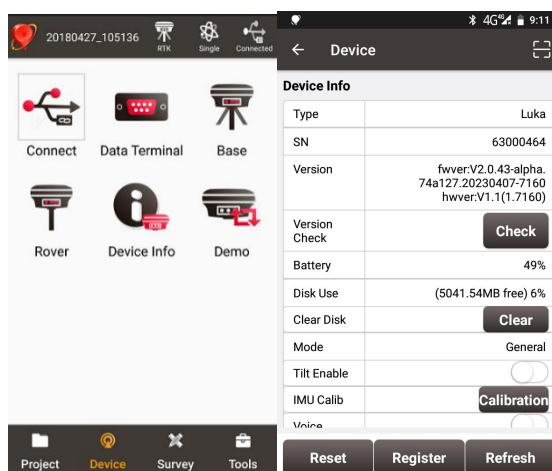 20180427_105136
RTK
Single
Connected
Connect
Data Terminal
Base
Rover
Device Info
Demo
Project
Device
Survey
Tools
4G 4G 9:11
Device
Device Info
Type
Luka
SN
63000464
Version
fwver:V2.0.43-alpha.
74a127.20230407-7160
hwver:V1.1(1.7160)
Version
Check
Check
Battery
49%
Disk Use
(5041.54MB free) 6%
Clear Disk
Clear
Mode
General
Tilt Enable
IMU Calib
Calibration
Voice
Reset
Register
Refresh